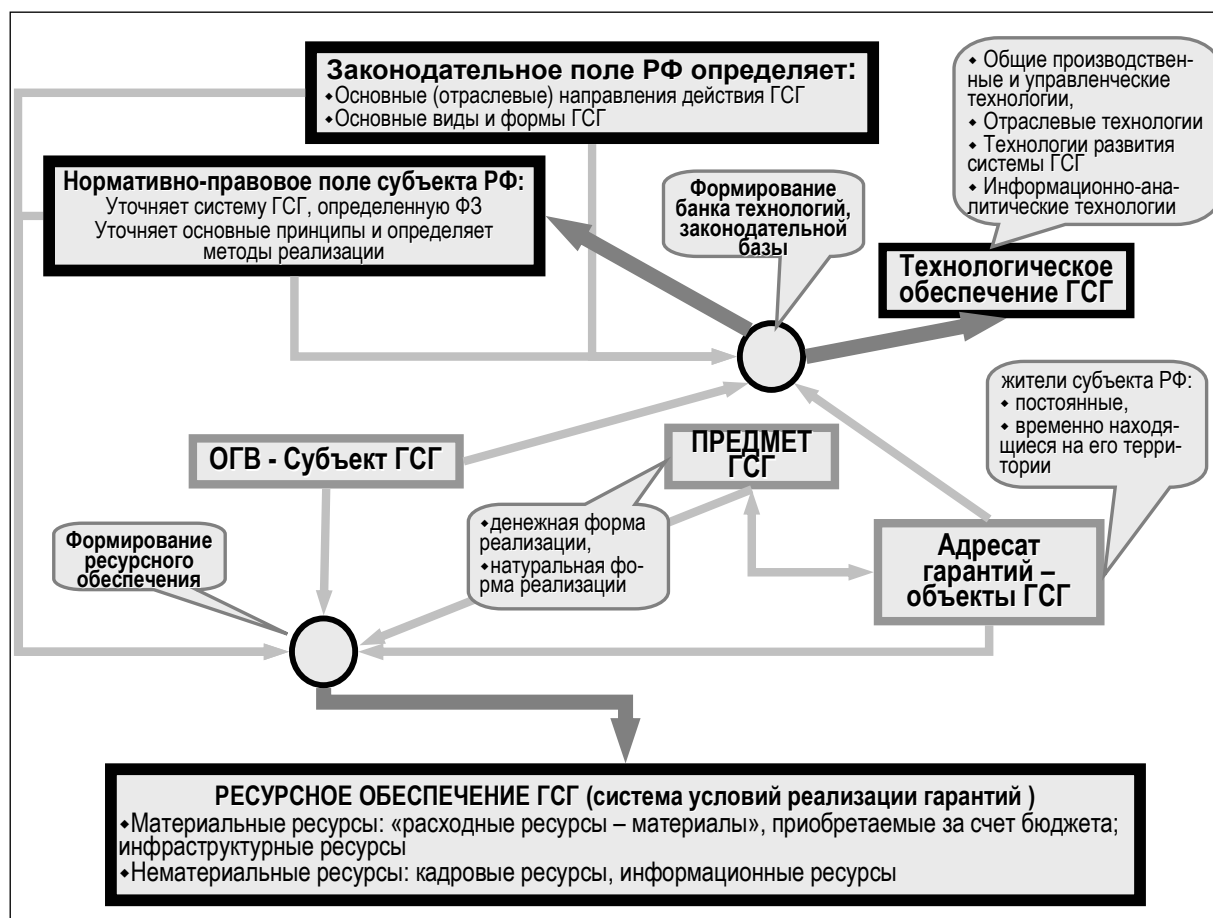 Законодательное поле РФ определяет:
Основные (отраслевые) направления действия ГСГ
Основные виды и формы ГСГ
• Общие производствен-
ные и управленческие
технологии,
• Отраслевые технологии
• Технологии развития
системы ГСГ
• Информационно-ана-
литические технологии
Нормативно-правовое поле субъекта РФ:
Уточняет систему ГСГ, определенную ФЗ
Уточняет основные принципы и определяет
методы реализации
Формирование
банка технологий,
законодательной
базы
Технологическое
обеспечение ГСГ
жители субъекта РФ:
• постоянные,
• временно находя-
щиеся на его терри-
тории
ОГВ - Субъект ГСГ
ПРЕДМЕТ
ГСГ
•денежная форма
реализации,
•натуральная фо-
рма реализации
Адресат
гарантий –
объекты ГСГ
Формирование
ресурсного
обеспечения
РЕСУРСНОЕ ОБЕСПЕЧЕНИЕ ГСГ (система условий реализации гарантий )
•Материальные ресурсы: «расходные ресурсы – материалы», приобретаемые за счет бюджета;
инфраструктурные ресурсы
•Нематериальные ресурсы: кадровые ресурсы, информационные ресурсы